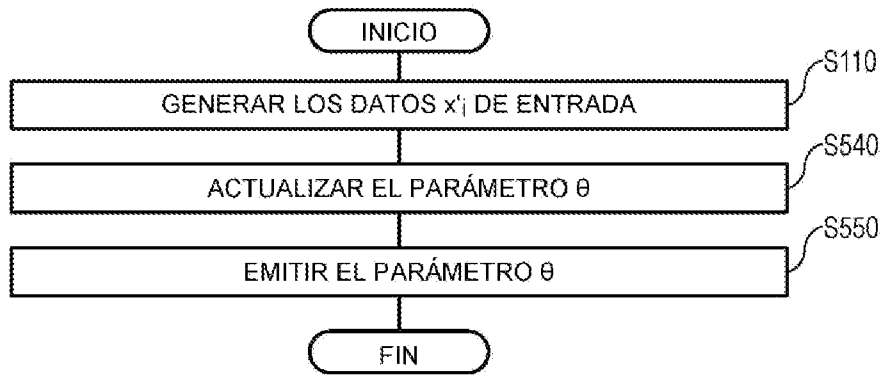 INICIO
S110
GENERAR LOS DATOS x'i DE ENTRADA
S540
ACTUALIZAR EL PARÁMETRO θ
S550
EMITIR EL PARÁMETRO θ
FIN